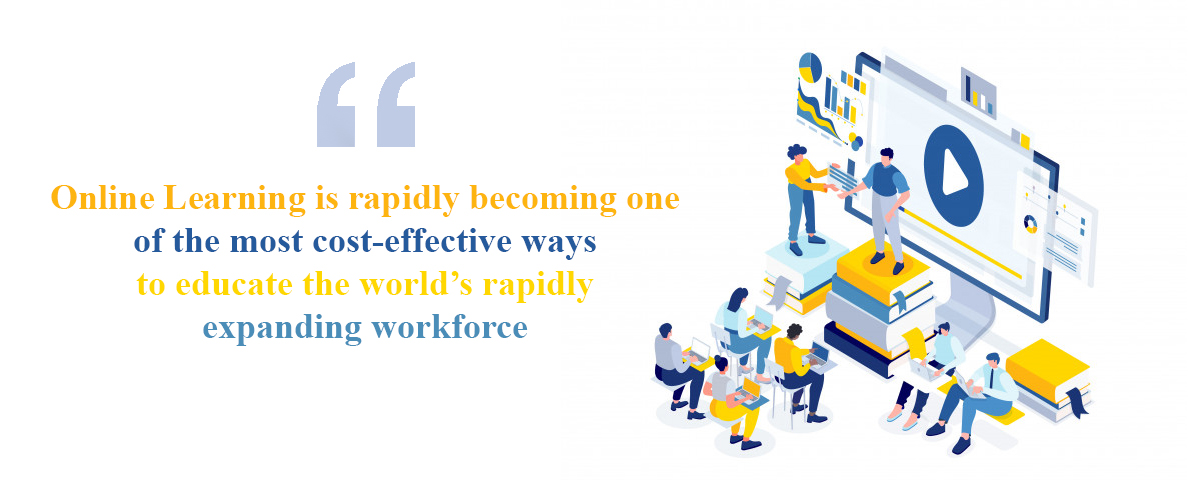 “
Online Learning is rapidly becoming one
of the most cost-effective ways
to educate the world’s rapidly
expanding workforce